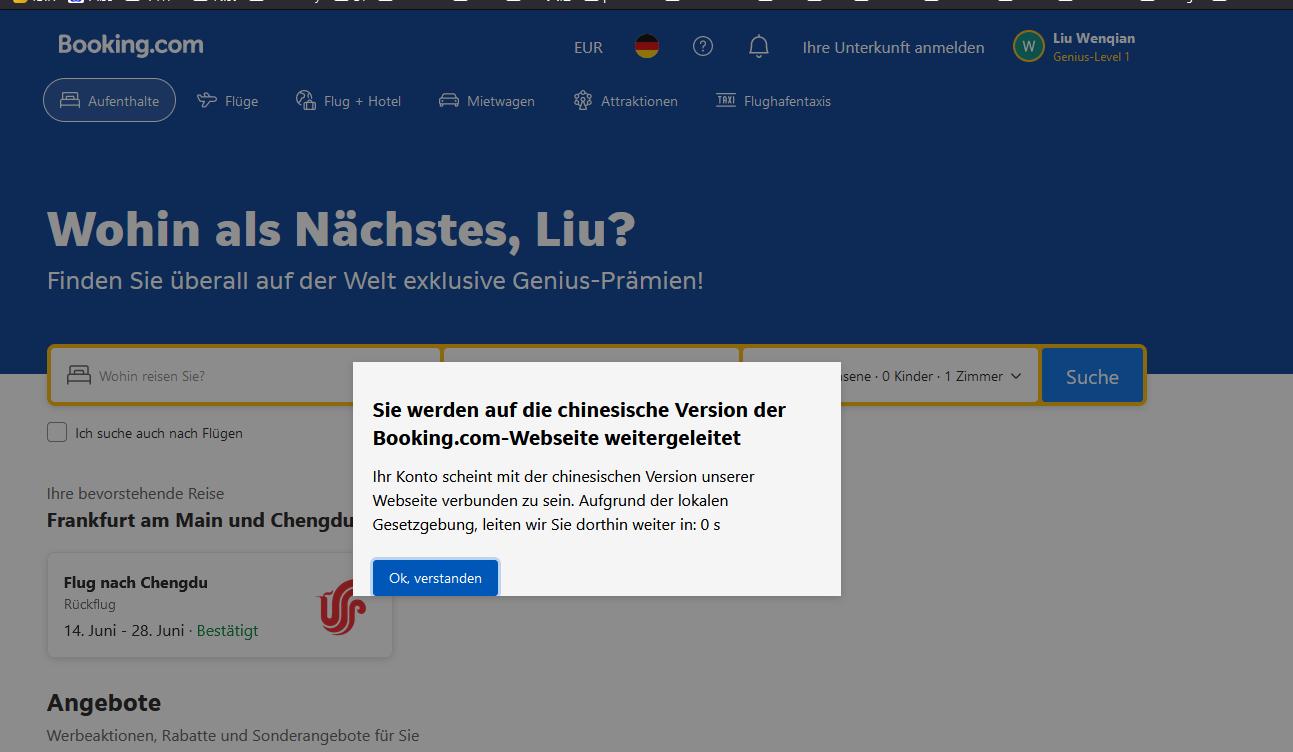 Booking.com
EUR
Ihre Unterkunft anmelden
W
Liu Wenqian
Genius-Level 1
Aufenthalte
Flüge
Flug + Hotel
Mietwagen
Attraktionen
TAXI
Flughafentaxis
Wohin als Nächstes, Liu?
Finden Sie überall auf der Welt exklusive Genius-Prämien!
Wohin reisen Sie?
· 0 Kinder · 1 Zimmer
Suche
Ich suche auch nach Flügen
Sie werden auf die chinesische Version der
Booking.com-Webseite weitergeleitet
Ihr Konto scheint mit der chinesischen Version unserer
Webseite verbunden zu sein. Aufgrund der lokalen
Gesetzgebung, leiten wir Sie dorthin weiter in: 0 s
Ok, verstanden
Ihre bevorstehende Reise
Frankfurt am Main und Chengdu
Flug nach Chengdu
Rückflug
14. Juni - 28. Juni · Bestätigt
Angebote
Werbeaktionen, Rabatte und Sonderangebote für Sie